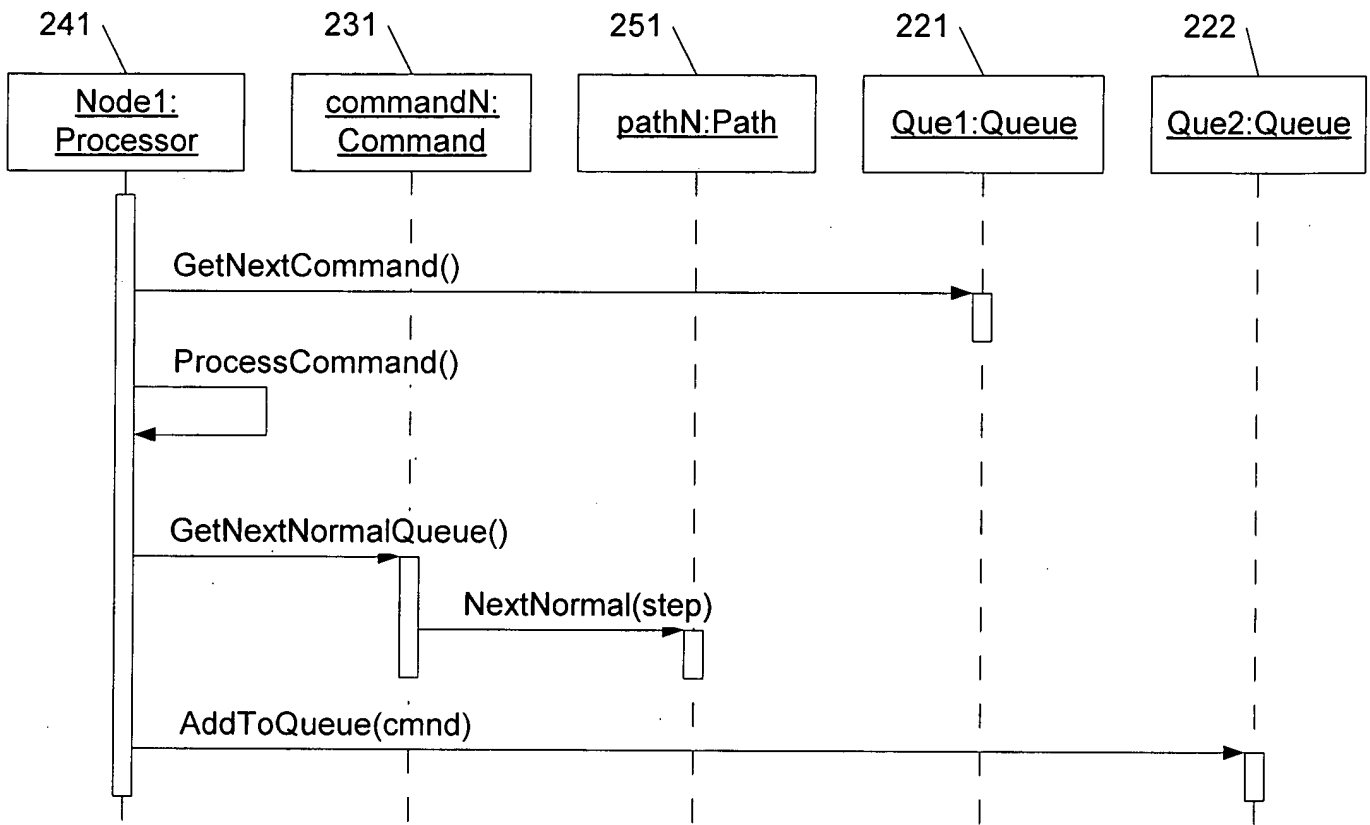 241
231
251
221
222
Node1:
Processor
commandN:
Command
pathN:Path
Que1:Queue
Que2:Queue
GetNextCommand()
ProcessCommand()
GetNextNormalQueue()
NextNormal(step)
AddToQueue(cmnd)